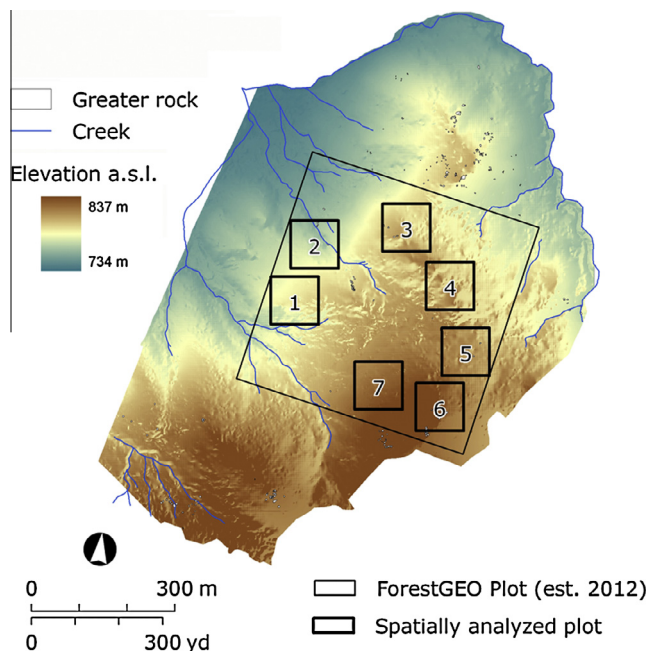 Greater rock
Creek
Elevation a.s.l.
837 m
734 m
1
2
3
4
5
6
7
0 300 m
0 300 yd
ForestGEO Plot (est. 2012)
Spatially analyzed plot